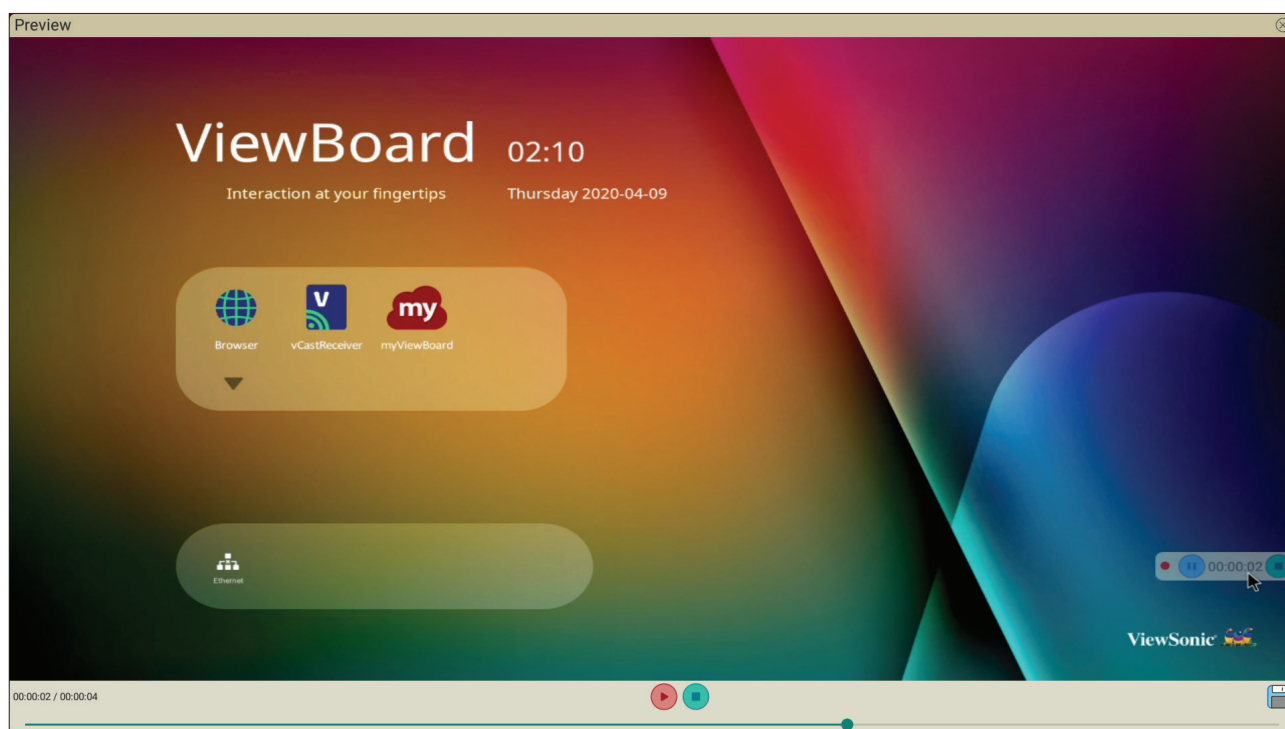 Preview
ViewBoard 02:10
Interaction at your fingertips Thursday 2020-04-09
V my
Browser vCastReceiver myViewBoard
Ethernet
00:00:02
ViewSonic
00:00:02 / 00:00:04